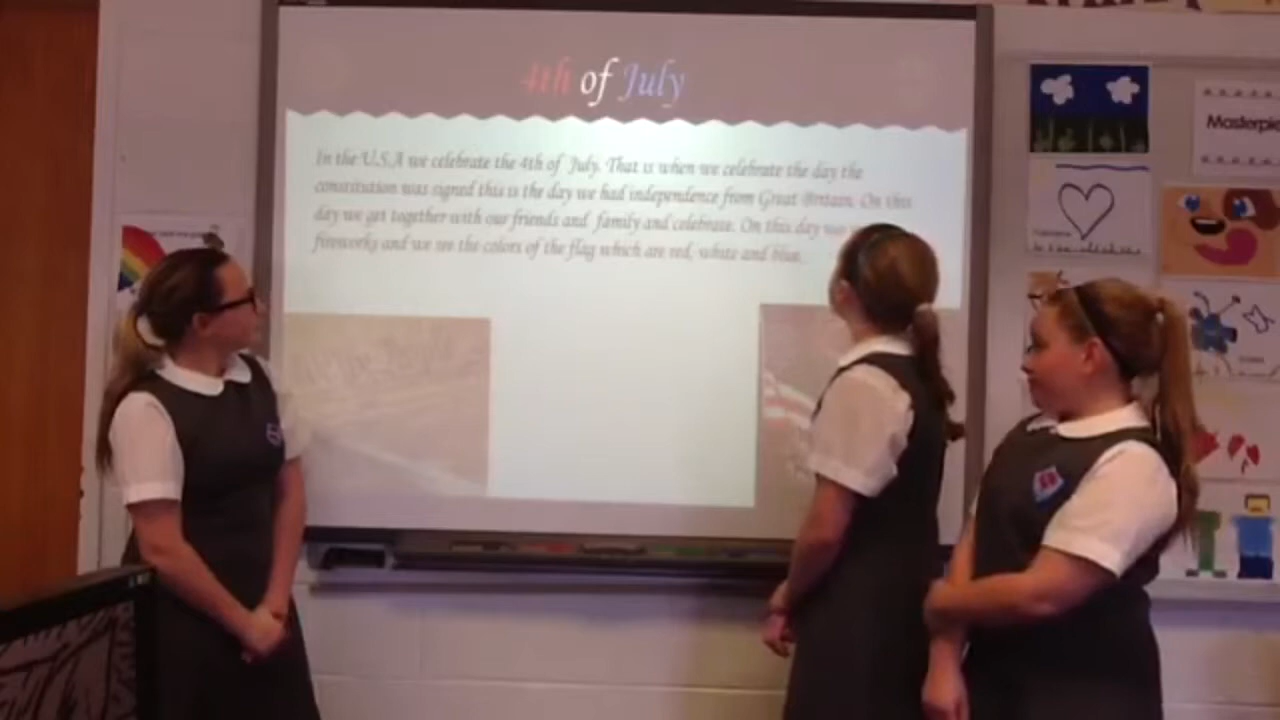 4th of July
In the U.S.A we celebrate the 4th of July. That is when we celebrate the day the
constitution was signed this is the day we had independence from Great Britain. On this
day we get together with our friends and family and celebrate. On this day we
fireworks and we see the colors of the flag which are red, white and blue.
Masterpie